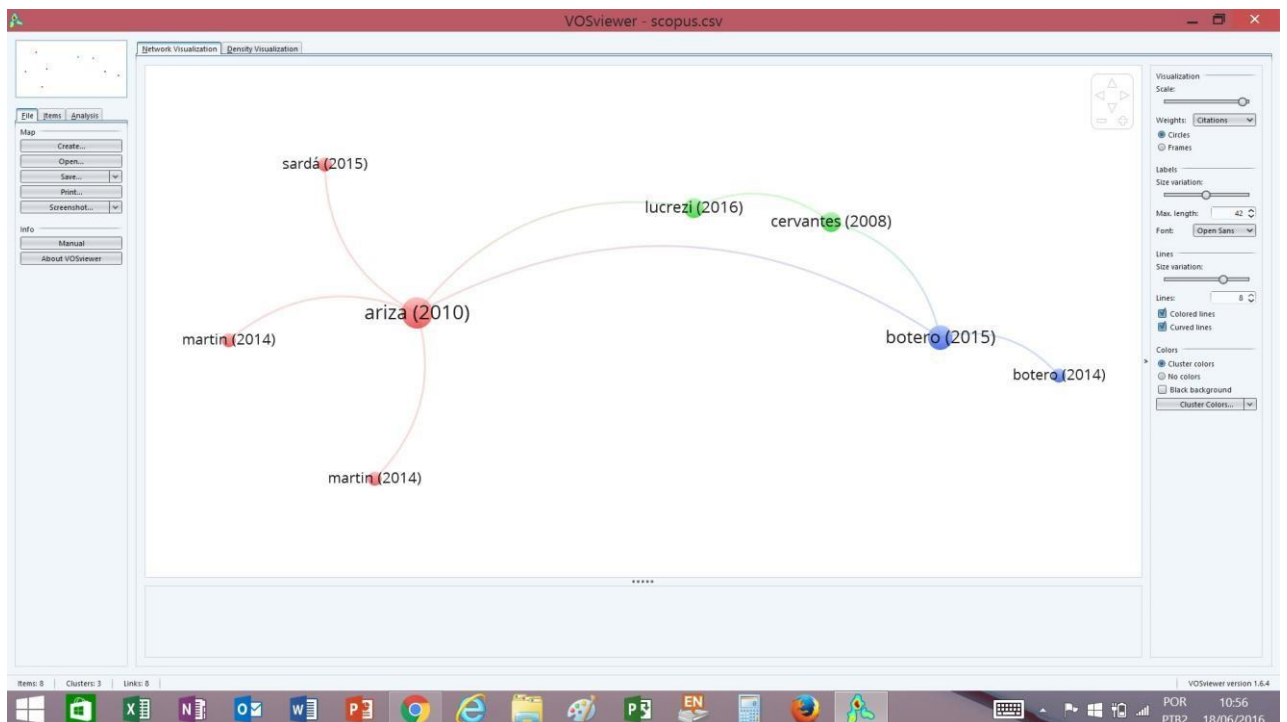 VOSviewer - scopus.csv
Network Visualization
Density Visualization
File
Items
Analysis
Map
Create...
Open...
Save...
Print...
Screenshot...
Info
Manual
About VOSviewer
sardá (2015)
lucrezi (2016)
cervantes (2008)
ariza (2010)
martin (2014)
botero (2015)
botero (2014)
martin (2014)
Visualization
Scale:
Weights: Citations
Circles
Frames
Labels
Size variation:
Max. length: 42
Font: Open Sans
Lines
Size variation:
Lines: 8
Colored lines
Curved lines
Colors
Cluster colors
No colors
Black background
Cluster Colors...
Items: 8
Clusters: 3
Links: 8
VOSviewer version 1.6.4
EN
POR
PTB2
10:56
18/06/2016